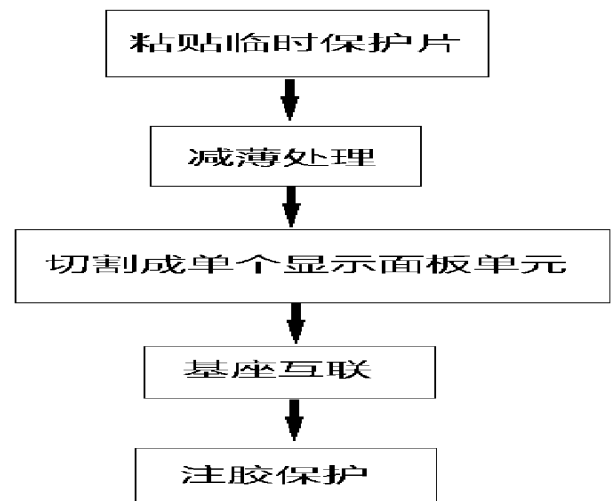 粘贴临时保护片
减薄处理
切割成单个显示面板单元
基座互联
注胶保护